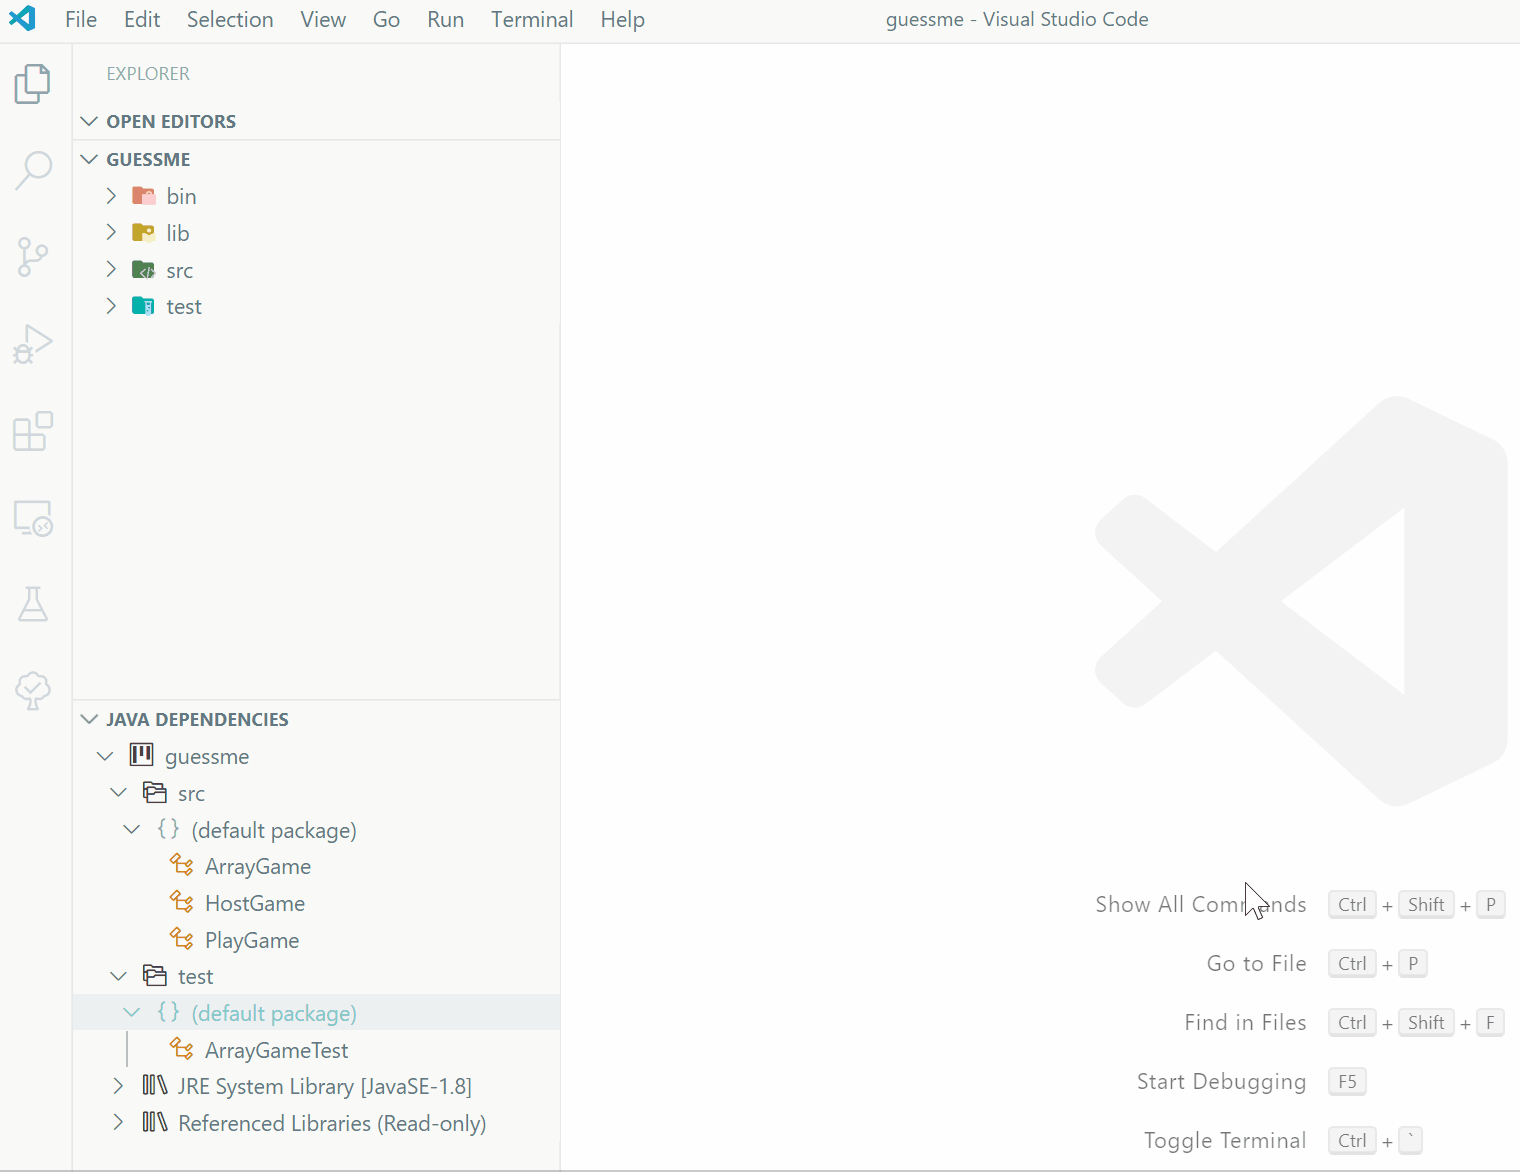 File Edit Selection View Go Run Terminal Help guessme - Visual Studio Code
EXPLORER
OPEN EDITORS
GUESSME
bin
lib
src
test
JAVA DEPENDENCIES
guessme
src
{} (default package)
ArrayGame
HostGame
PlayGame
test
{} (default package)
ArrayGameTest
JRE System Library [JavaSE-1.8]
Referenced Libraries (Read-only)
Show All Commands Ctrl + Shift + P
Go to File Ctrl + P
Find in Files Ctrl + Shift + F
Start Debugging F5
Toggle Terminal Ctrl + `